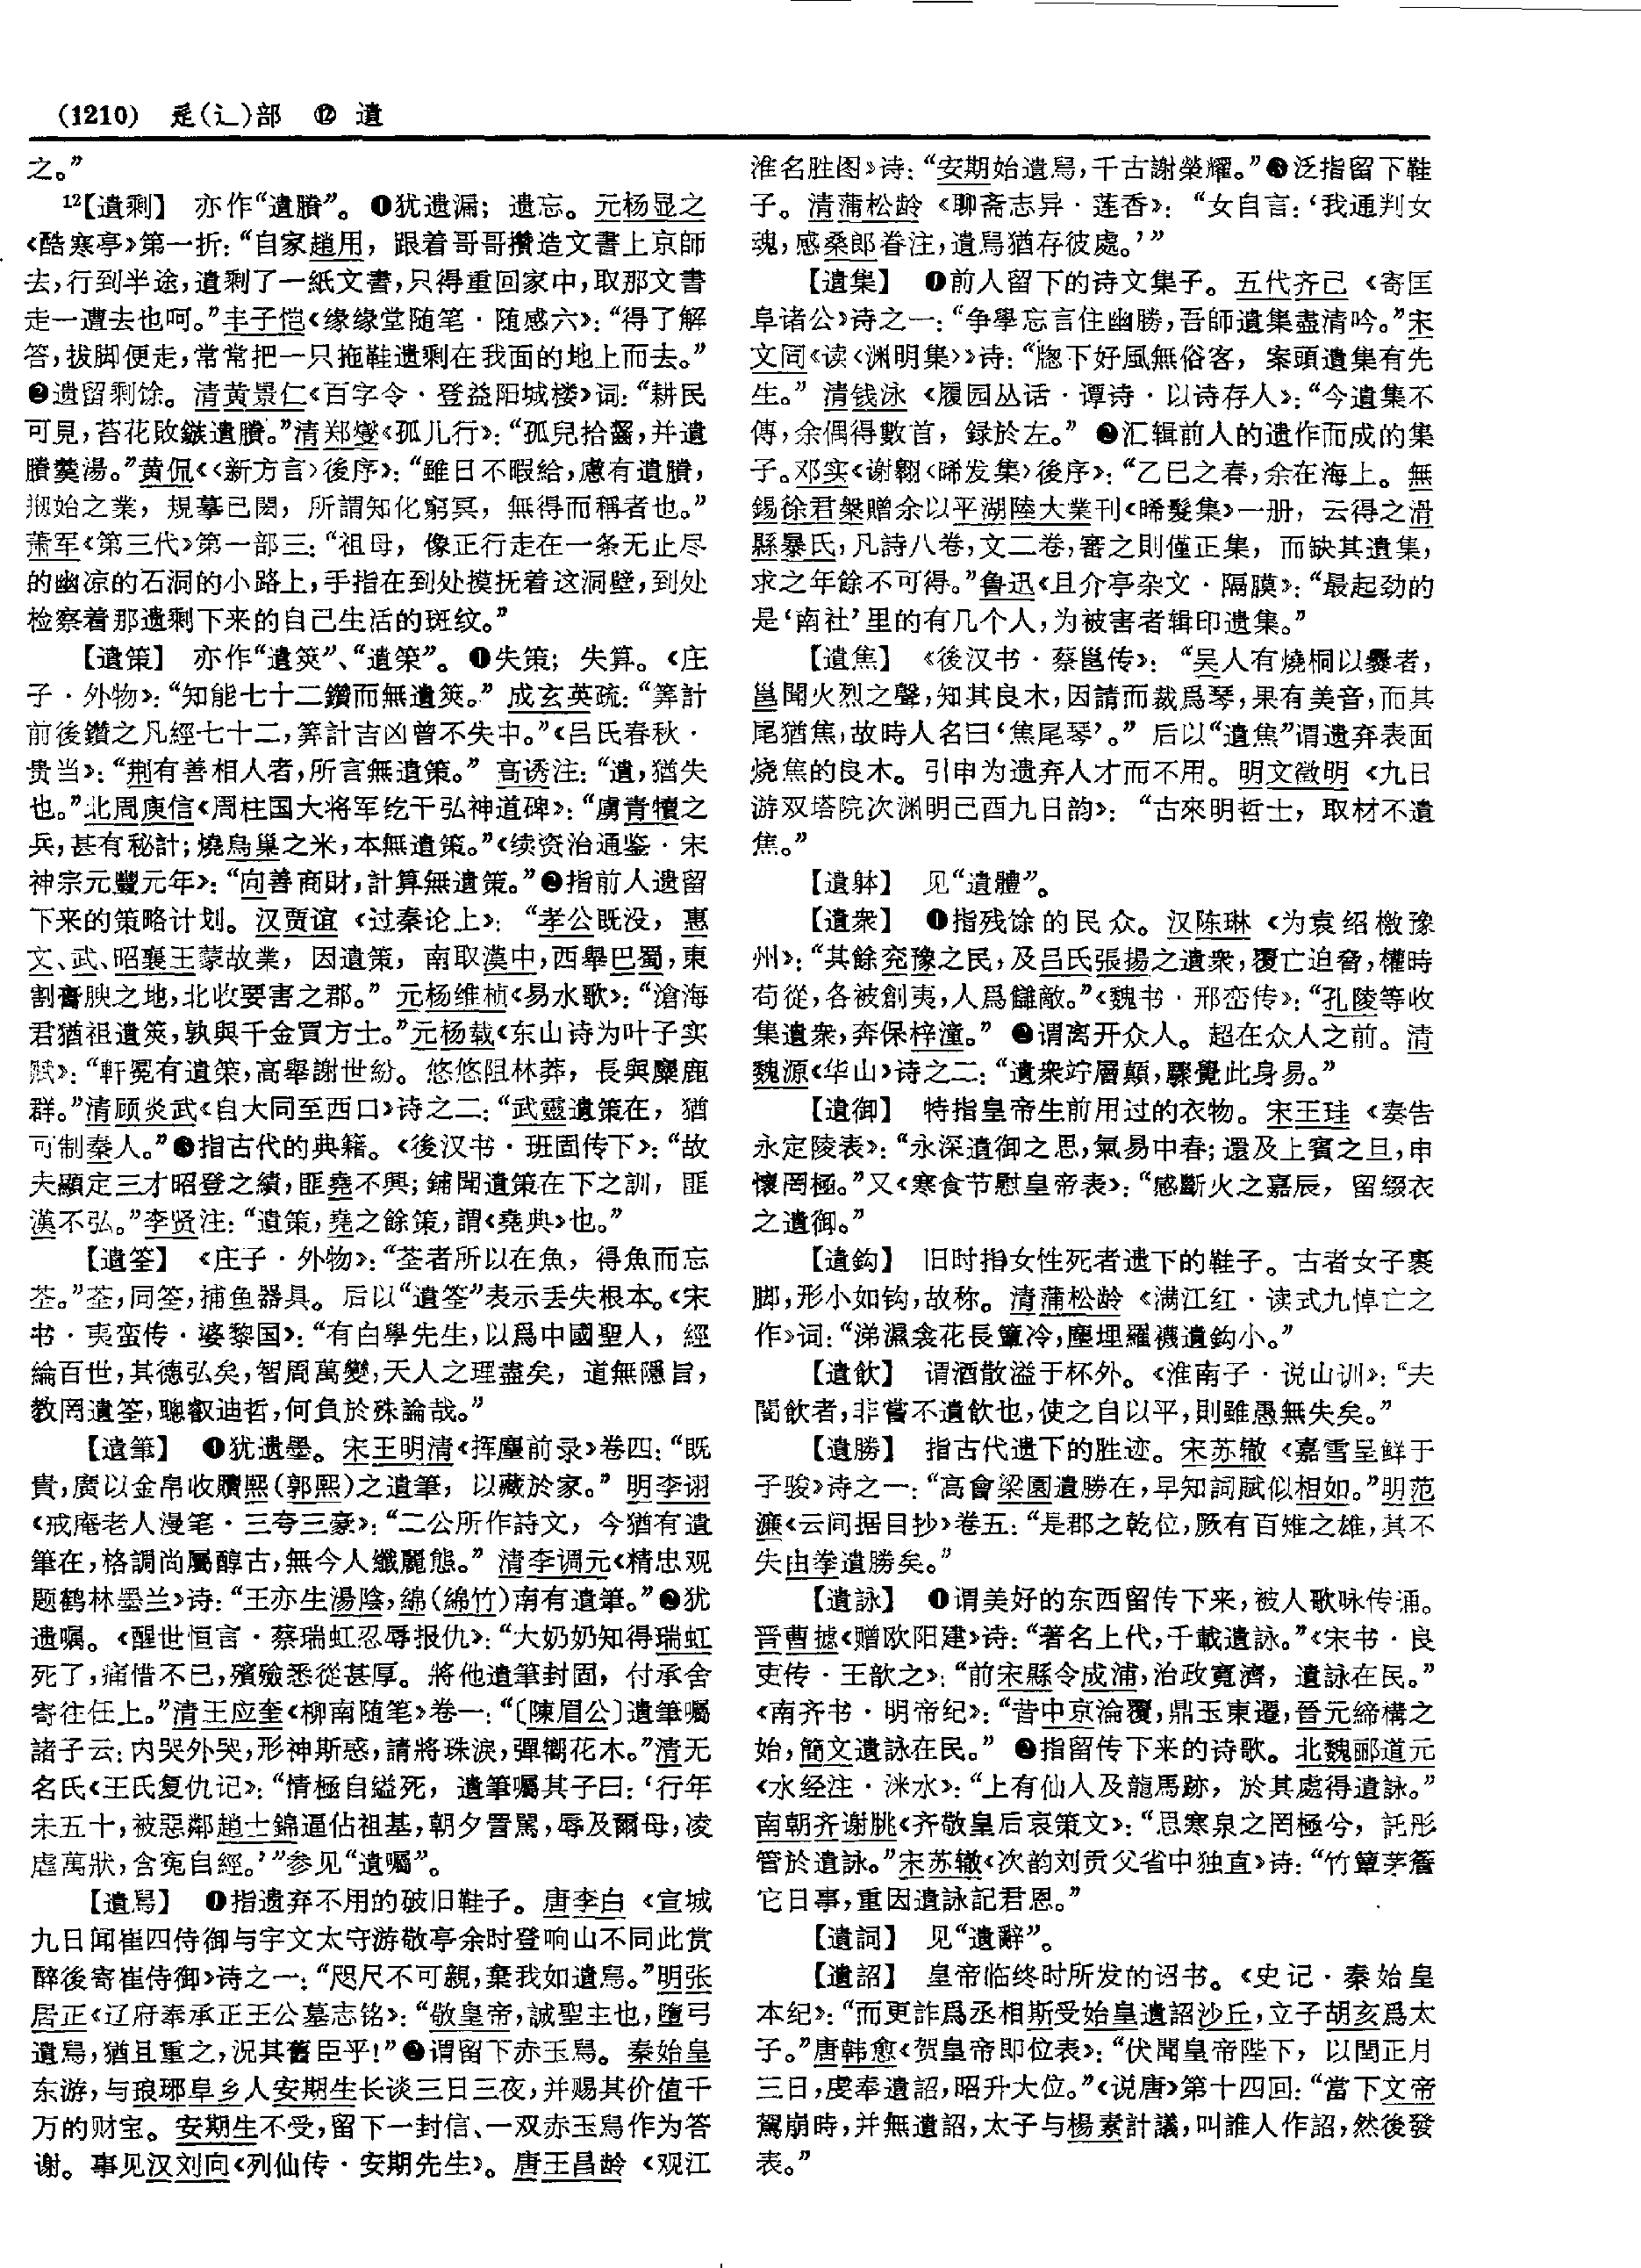 (1210) 辵(辶)部 ⑫ 遺
之。”
12【遺剩】 亦作“遺賸”。❶犹遗漏；遗忘。元杨显之
《酷寒亭》第一折：“自家趙用，跟着哥哥攢造文書上京師
去，行到半途，遺剩了一紙文書，只得重回家中，取那文書
走一遭去也呵。”丰子恺《缘缘堂随笔·随感六》：“得了解
答，拔脚便走，常常把一只拖鞋遗剩在我面的地上而去。”
❷遗留剩馀。清黄景仁《百字令·登益阳城楼》词：“耕民
可見，苔花敗鏃遺賸。”清郑燮《孤儿行》：“孤兒拾齏，并遺
賸羹湯。”黄侃《〈新方言〉後序》：“雖日不暇給，慮有遺賸，
剏始之業，規摹已閎，所謂知化窮冥，無得而稱者也。”
萧军《第三代》第一部三：“祖母，像正行走在一条无止尽
的幽凉的石洞的小路上，手指在到处摸抚着这洞壁，到处
检察着那遗剩下来的自己生活的斑纹。”
【遺策】 亦作“遺筴”、“遺筞”。❶失策；失算。《庄
子·外物》：“知能七十二鑽而無遺筴。”成玄英疏：“筭計
前後鑽之凡經七十二，筭計吉凶曾不失中。”《吕氏春秋·
贵当》：“荆有善相人者，所言無遺策。”高诱注：“遺，猶失
也。”北周庾信《周柱国大将军纥干弘神道碑》：“虜青犢之
兵，甚有秘計；燒烏巢之米，本無遺策。”《续资治通鉴·宋
神宗元豐元年》：“向善商財，計算無遺策。”❷指前人遗留
下来的策略计划。汉贾谊《过秦论上》：“孝公既没，惠
文、武、昭襄王蒙故業，因遺策，南取漢中，西舉巴蜀，東
割膏腴之地，北收要害之郡。”元杨维桢《易水歌》：“滄海
君猶祖遺筴，孰與千金買方士。”元杨载《东山诗为叶子实
赋》：“軒冕有遺筞，高舉謝世紛。悠悠阻林莽，長與麋鹿
群。”清顾炎武《自大同至西口》诗之二：“武靈遺策在，猶
可制秦人。”❸指古代的典籍。《後汉书·班固传下》：“故
夫顯定三才昭登之績，匪堯不興；鋪聞遺策在下之訓，匪
漢不弘。”李贤注：“遺策，堯之餘策，謂《堯典》也。”
【遺筌】 《庄子·外物》：“荃者所以在魚，得魚而忘
荃。”荃，同筌，捕鱼器具。后以“遺筌”表示丢失根本。《宋
书·夷蛮传·婆黎国》：“有白學先生，以爲中國聖人，經
綸百世，其德弘矣，智周萬變，天人之理盡矣，道無隱旨，
教罔遺筌，聰叡迪哲，何負於殊論哉。”
【遺筆】 ❶犹遗墨。宋王明清《挥麈前录》卷四：“既
貴，廣以金帛收贖熙(郭熙)之遺筆，以藏於家。”明李诩
《戒庵老人漫笔·三夸三豪》：“二公所作詩文，今猶有遺
筆在，格調尚屬醇古，無今人纖麗態。”清李调元《精忠观
题鹤林墨兰》诗：“王亦生湯陰，綿(綿竹)南有遺筆。”❷犹
遗嘱。《醒世恒言·蔡瑞虹忍辱报仇》：“大奶奶知得瑞虹
死了，痛惜不已，殯殮悉從甚厚。將他遺筆封固，付承舍
寄往任上。”清王应奎《柳南随笔》卷一：“〔陳眉公〕遺筆囑
諸子云：内哭外哭，形神斯惑，請將珠淚，彈嚮花木。”清无
名氏《王氏复仇记》：“情極自縊死，遺筆囑其子曰：‘行年
未五十，被惡鄰趙士錦逼佔祖基，朝夕詈罵，辱及爾母，凌
虐萬狀，含寃自經。’”参见“遺囑”。
【遺舄】 ❶指遗弃不用的破旧鞋子。唐李白《宣城
九日闻崔四侍御与宇文太守游敬亭余时登响山不同此赏
醉後寄崔侍御》诗之一：“咫尺不可親，棄我如遺舄。”明张
居正《辽府奉承正王公墓志铭》：“敬皇帝，誠聖主也，墮弓
遺舄，猶且重之，況其舊臣乎！”❷谓留下赤玉舄。秦始皇
东游，与琅琊阜乡人安期生长谈三日三夜，并赐其价值千
万的财宝。安期生不受，留下一封信、一双赤玉舄作为答
谢。事见汉刘向《列仙传·安期先生》。唐王昌龄《观江
淮名胜图》诗：“安期始遺舄，千古謝榮耀。”❸泛指留下鞋
子。清蒲松龄《聊斋志异·莲香》：“女自言：‘我通判女
魂，感桑郎眷注，遺舄猶存彼處。’”
【遺集】 ❶前人留下的诗文集子。五代齐己《寄匡
阜诸公》诗之一：“争學忘言住幽勝，吾師遺集盡清吟。”宋
文同《读〈渊明集〉》诗：“牕下好風無俗客，案頭遺集有先
生。”清钱泳《履园丛话·谭诗·以诗存人》：“今遺集不
傳，余偶得數首，録於左。”❷汇辑前人的遗作而成的集
子。邓实《谢翱〈晞发集〉後序》：“乙巳之春，余在海上。無
錫徐君槃贈余以平湖陸大業刊《晞髮集》一册，云得之滑
縣暴氏，凡詩八卷，文二卷，審之則僅正集，而缺其遺集，
求之年餘不可得。”鲁迅《且介亭杂文·隔膜》：“最起劲的
是‘南社’里的有几个人，为被害者辑印遗集。”
【遺焦】 《後汉书·蔡邕传》：“吴人有燒桐以爨者，
邕聞火烈之聲，知其良木，因請而裁爲琴，果有美音，而其
尾猶焦，故時人名曰‘焦尾琴’。”后以“遺焦”谓遗弃表面
烧焦的良木。引申为遗弃人才而不用。明文徵明《九日
游双塔院次渊明己酉九日韵》：“古來明哲士，取材不遺
焦。”
【遺躰】 见“遺體”。
【遺衆】 ❶指残馀的民众。汉陈琳《为袁绍檄豫
州》：“其餘兖豫之民，及吕氏張揚之遺衆，覆亡迫脅，權時
苟從，各被創夷，人爲讎敵。”《魏书·邢峦传》：“孔陵等收
集遺衆，奔保梓潼。”❷谓离开众人。超在众人之前。清
魏源《华山》诗之二：“遺衆竚層顛，驟覺此身易。”
【遺御】 特指皇帝生前用过的衣物。宋王珪《奏告
永定陵表》：“永深遺御之思，氣易中春；還及上賓之旦，申
懷罔極。”又《寒食节慰皇帝表》：“感斷火之嘉辰，留綴衣
之遺御。”
【遺鈎】 旧时指女性死者遗下的鞋子。古者女子裹
脚，形小如钩，故称。清蒲松龄《满江红·读式九悼亡之
作》词：“涕濕衾花長簟冷，塵埋羅襪遺鈎小。”
【遺飲】 谓酒散溢于杯外。《淮南子·说山训》：“夫
鬭飲者，非嘗不遺飲也，使之自以平，則雖愚無失矣。”
【遺勝】 指古代遗下的胜迹。宋苏辙《嘉雪呈鲜于
子骏》诗之一：“高會梁園遺勝在，早知詞賦似相如。”明范
濂《云间据目抄》卷五：“是郡之乾位，厥有百雉之雄，其不
失由拳遺勝矣。”
【遺詠】 ❶谓美好的东西留传下来，被人歌咏传诵。
晋曹摅《赠欧阳建》诗：“著名上代，千載遺詠。”《宋书·良
吏传·王歆之》：“前宋縣令成浦，治政寬濟，遺詠在民。”
《南齐书·明帝纪》：“昔中京淪覆，鼎玉東遷，晉元締構之
始，簡文遺詠在民。”❷指留传下来的诗歌。北魏郦道元
《水经注·洣水》：“上有仙人及龍馬跡，於其處得遺詠。”
南朝齐谢朓《齐敬皇后哀策文》：“思寒泉之罔極兮，託彤
管於遺詠。”宋苏辙《次韵刘贡父省中独直》诗：“竹簟茅簷
它日事，重因遺詠記君恩。”
【遺詞】 见“遺辭”。
【遺詔】 皇帝临终时所发的诏书。《史记·秦始皇
本纪》：“而更詐爲丞相斯受始皇遺詔沙丘，立子胡亥爲太
子。”唐韩愈《贺皇帝即位表》：“伏聞皇帝陛下，以閏正月
三日，虔奉遺詔，昭升大位。”《说唐》第十四回：“當下文帝
駕崩時，并無遺詔，太子与楊素計議，叫誰人作詔，然後發
表。”